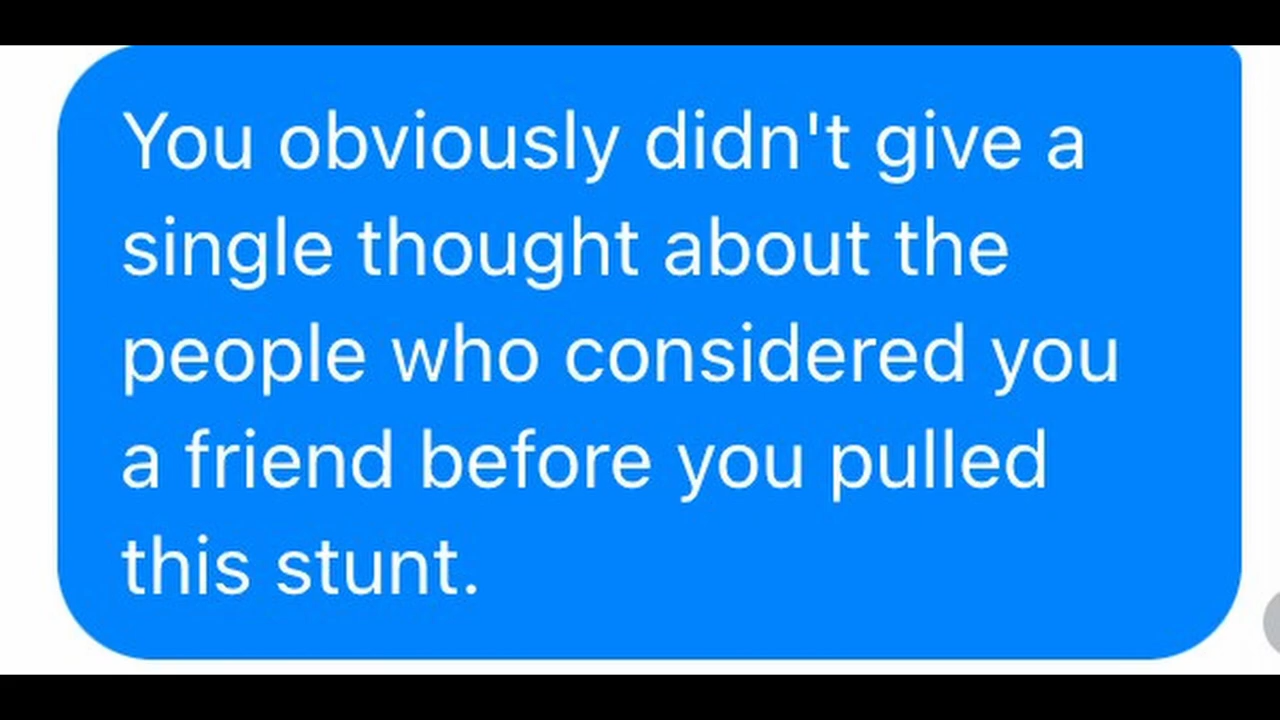 You obviously didn't give a
single thought about the
people who considered you
a friend before you pulled
this stunt.